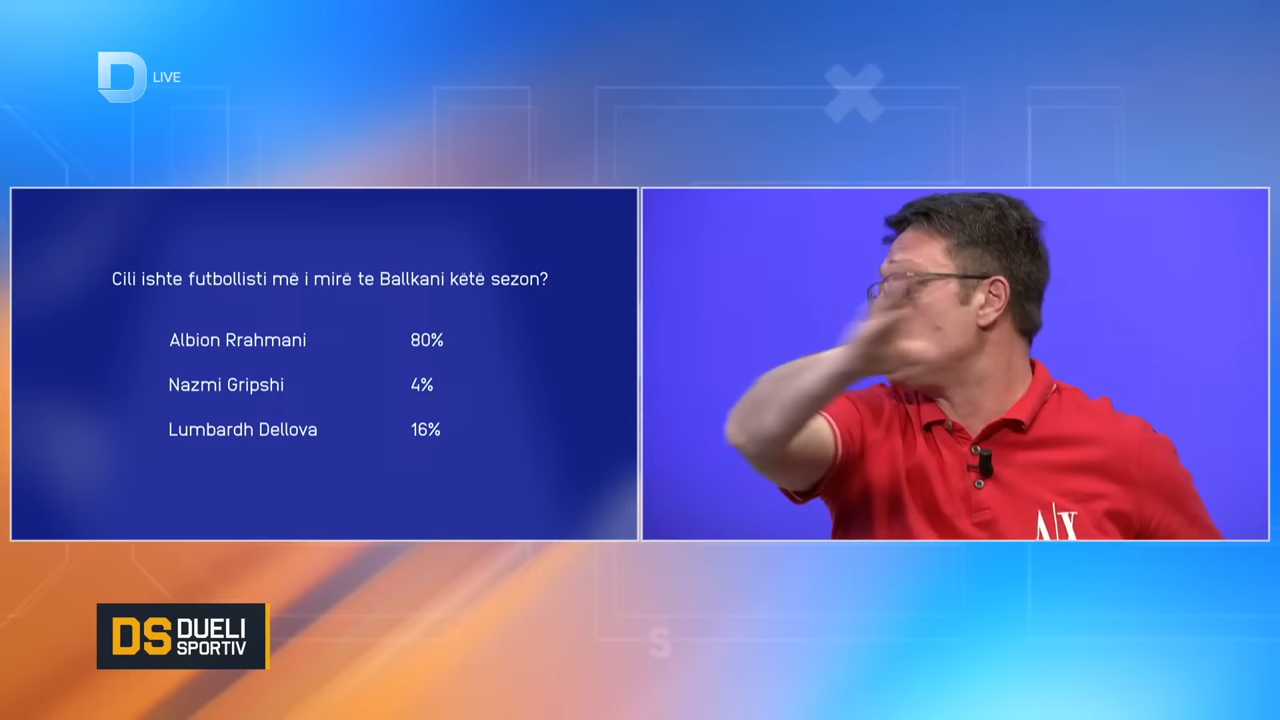 D LIVE
Cili ishte futbollisti më i mirë te Ballkani këtë sezon?
Albion Rrahmani 80%
Nazmi Gripshi 4%
Lumbardh Dellova 16%
A|X
DS DUELI
SPORTIV
S